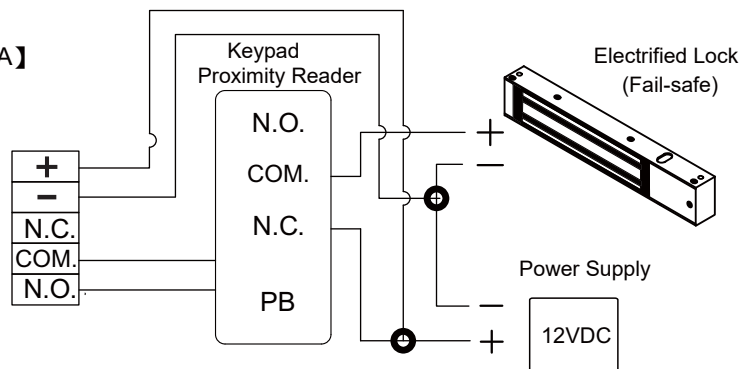 A】
Keypad
Proximity Reader
Electrified Lock
(Fail-safe)
N.O.
COM.
N.C.
PB
+
−
N.C.
COM.
N.O.
+
−
Power Supply
−
+
12VDC